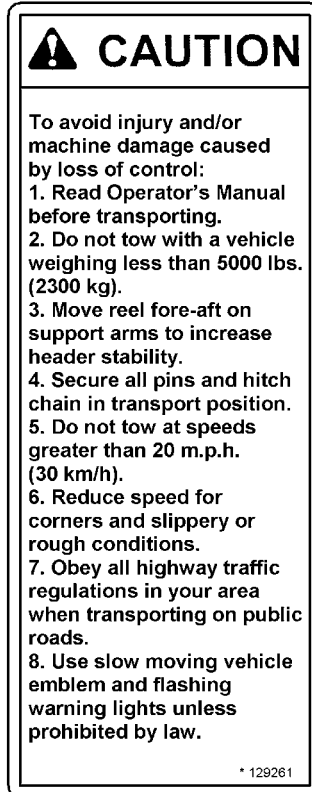 CAUTION
To avoid injury and/or
machine damage caused
by loss of control:
1. Read Operator's Manual
before transporting.
2. Do not tow with a vehicle
weighing less than 5000 lbs.
(2300 kg).
3. Move reel fore-aft on
support arms to increase
header stability.
4. Secure all pins and hitch
chain in transport position.
5. Do not tow at speeds
greater than 20 m.p.h.
(30 km/h).
6. Reduce speed for
corners and slippery or
rough conditions.
7. Obey all highway traffic
regulations in your area
when transporting on public
roads.
8. Use slow moving vehicle
emblem and flashing
warning lights unless
prohibited by law.
* 129261